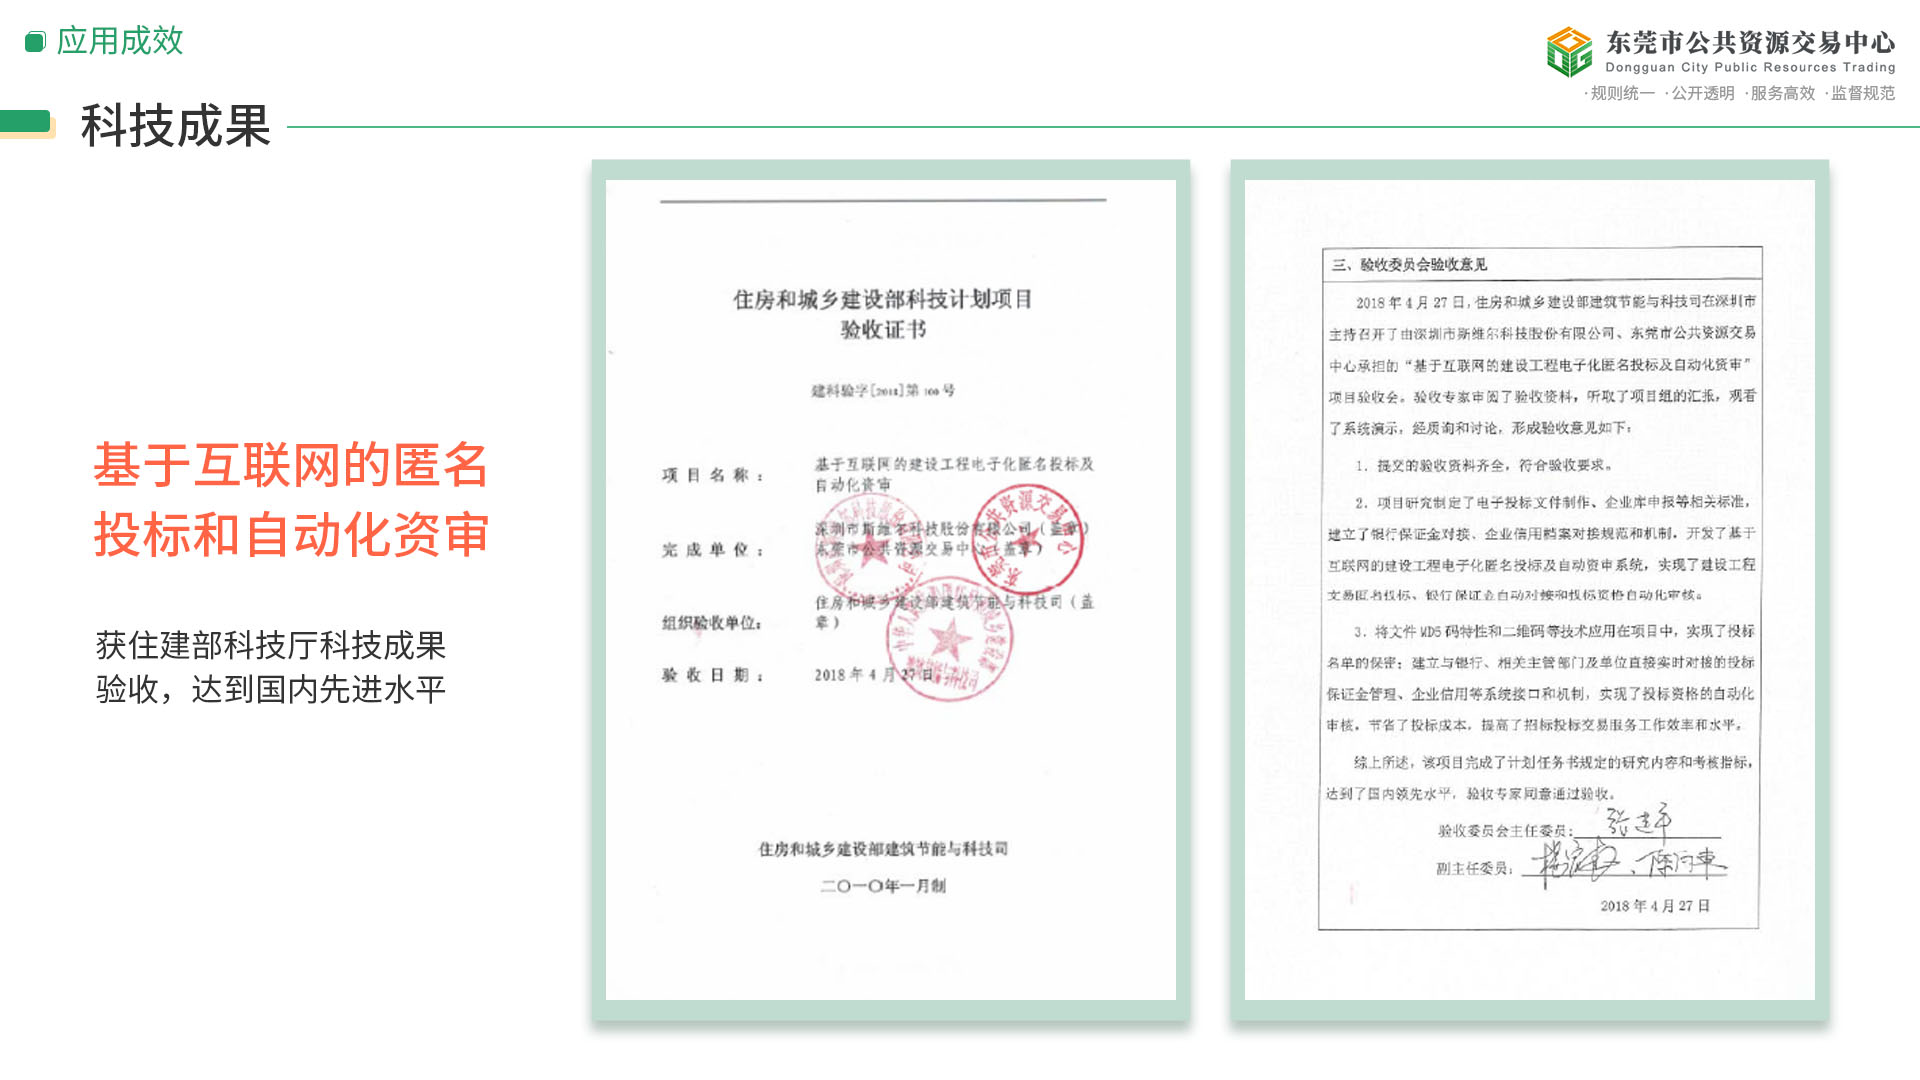 应用成效
东莞市公共资源交易中心
Dongguan City Public Resources Trading
·规则统一 ·公开透明 ·服务高效 ·监督规范
科技成果
基于互联网的匿名
投标和自动化资审
获住建部科技厅科技成果
验收，达到国内先进水平
住房和城乡建设部科技计划项目
验收证书
建科验字[2018]第 100 号
项目名称：
基于互联网的建设工程电子化匿名投标及
自动化资审
完成单位：
深圳市斯维尔科技股份有限公司（盖章）
东莞市公共资源交易中心（盖章）
组织验收单位：
住房和城乡建设部建筑节能与科技司（盖
章）
验收日期：
2018 年 4 月 27 日
住房和城乡建设部建筑节能与科技司
二〇一〇年一月制
三、验收委员会验收意见
2018 年 4 月 27 日，住房和城乡建设部建筑节能与科技司在深圳市
主持召开了由深圳市斯维尔科技股份有限公司、东莞市公共资源交易
中心承担的“基于互联网的建设工程电子化匿名投标及自动化资审”
项目验收会。验收专家审阅了验收资料，听取了项目组的汇报，观看
了系统演示，经质询和讨论，形成验收意见如下：
1. 提交的验收资料齐全，符合验收要求。
2. 项目研究制定了电子投标文件制作、企业库申报等相关标准，
建立了银行保证金对接、企业信用档案对接规范和机制，开发了基于
互联网的建设工程电子化匿名投标及自动资审系统，实现了建设工程
交易匿名投标、银行保证金自动对接和投标资格自动化审核。
3. 将文件 MD5 码特性和二维码等技术应用在项目中，实现了投标
名单的保密；建立与银行、相关主管部门及单位直接实时对接的投标
保证金管理、企业信用等系统接口和机制，实现了投标资格的自动化
审核，节省了投标成本，提高了招标投标交易服务工作效率和水平。
综上所述，该项目完成了计划任务书规定的研究内容和考核指标，
达到了国内领先水平，验收专家同意通过验收。
验收委员会主任委员：
副主任委员：
2018 年 4 月 27 日